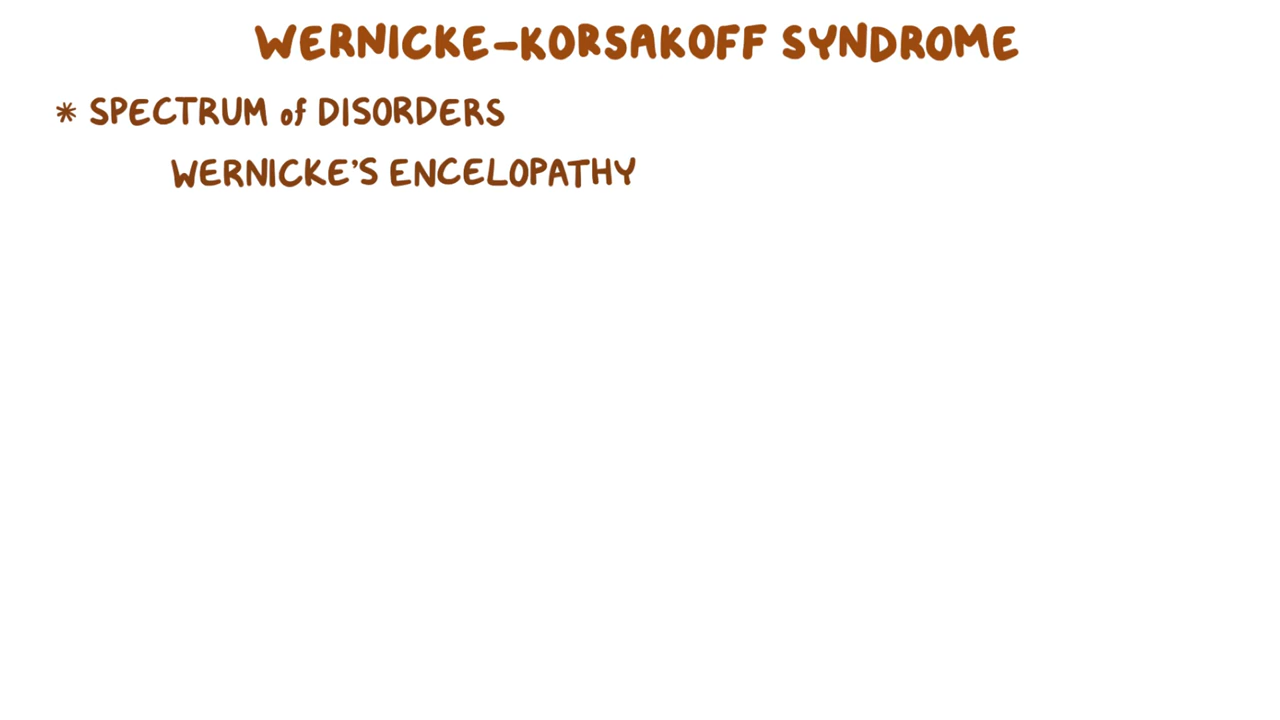 WERNICKE-KORSAKOFF SYNDROME
* SPECTRUM of DISORDERS
WERNICKE'S ENCELOPATHY